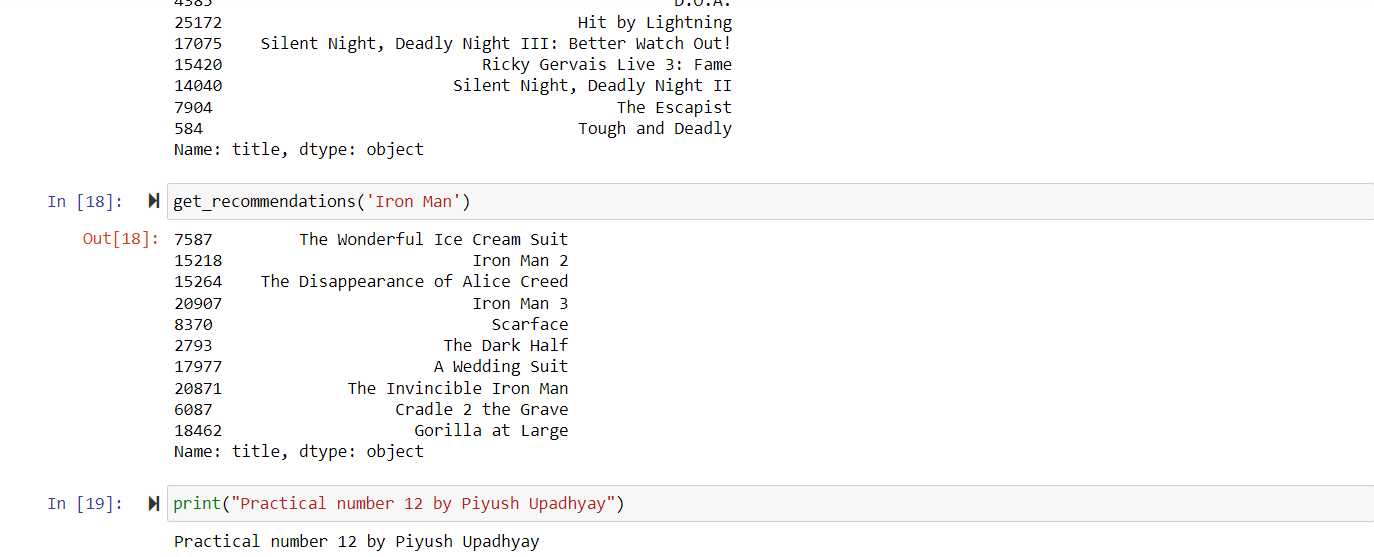 4385 D.O.A.
25172 Hit by Lightning
17075 Silent Night, Deadly Night III: Better Watch Out!
15420 Ricky Gervais Live 3: Fame
14040 Silent Night, Deadly Night II
7904 The Escapist
584 Tough and Deadly
Name: title, dtype: object
In [18]: get_recommendations('Iron Man')
Out[18]: 7587 The Wonderful Ice Cream Suit
15218 Iron Man 2
15264 The Disappearance of Alice Creed
20907 Iron Man 3
8370 Scarface
2793 The Dark Half
17977 A Wedding Suit
20871 The Invincible Iron Man
6087 Cradle 2 the Grave
18462 Gorilla at Large
Name: title, dtype: object
In [19]: print("Practical number 12 by Piyush Upadhyay")
Practical number 12 by Piyush Upadhyay